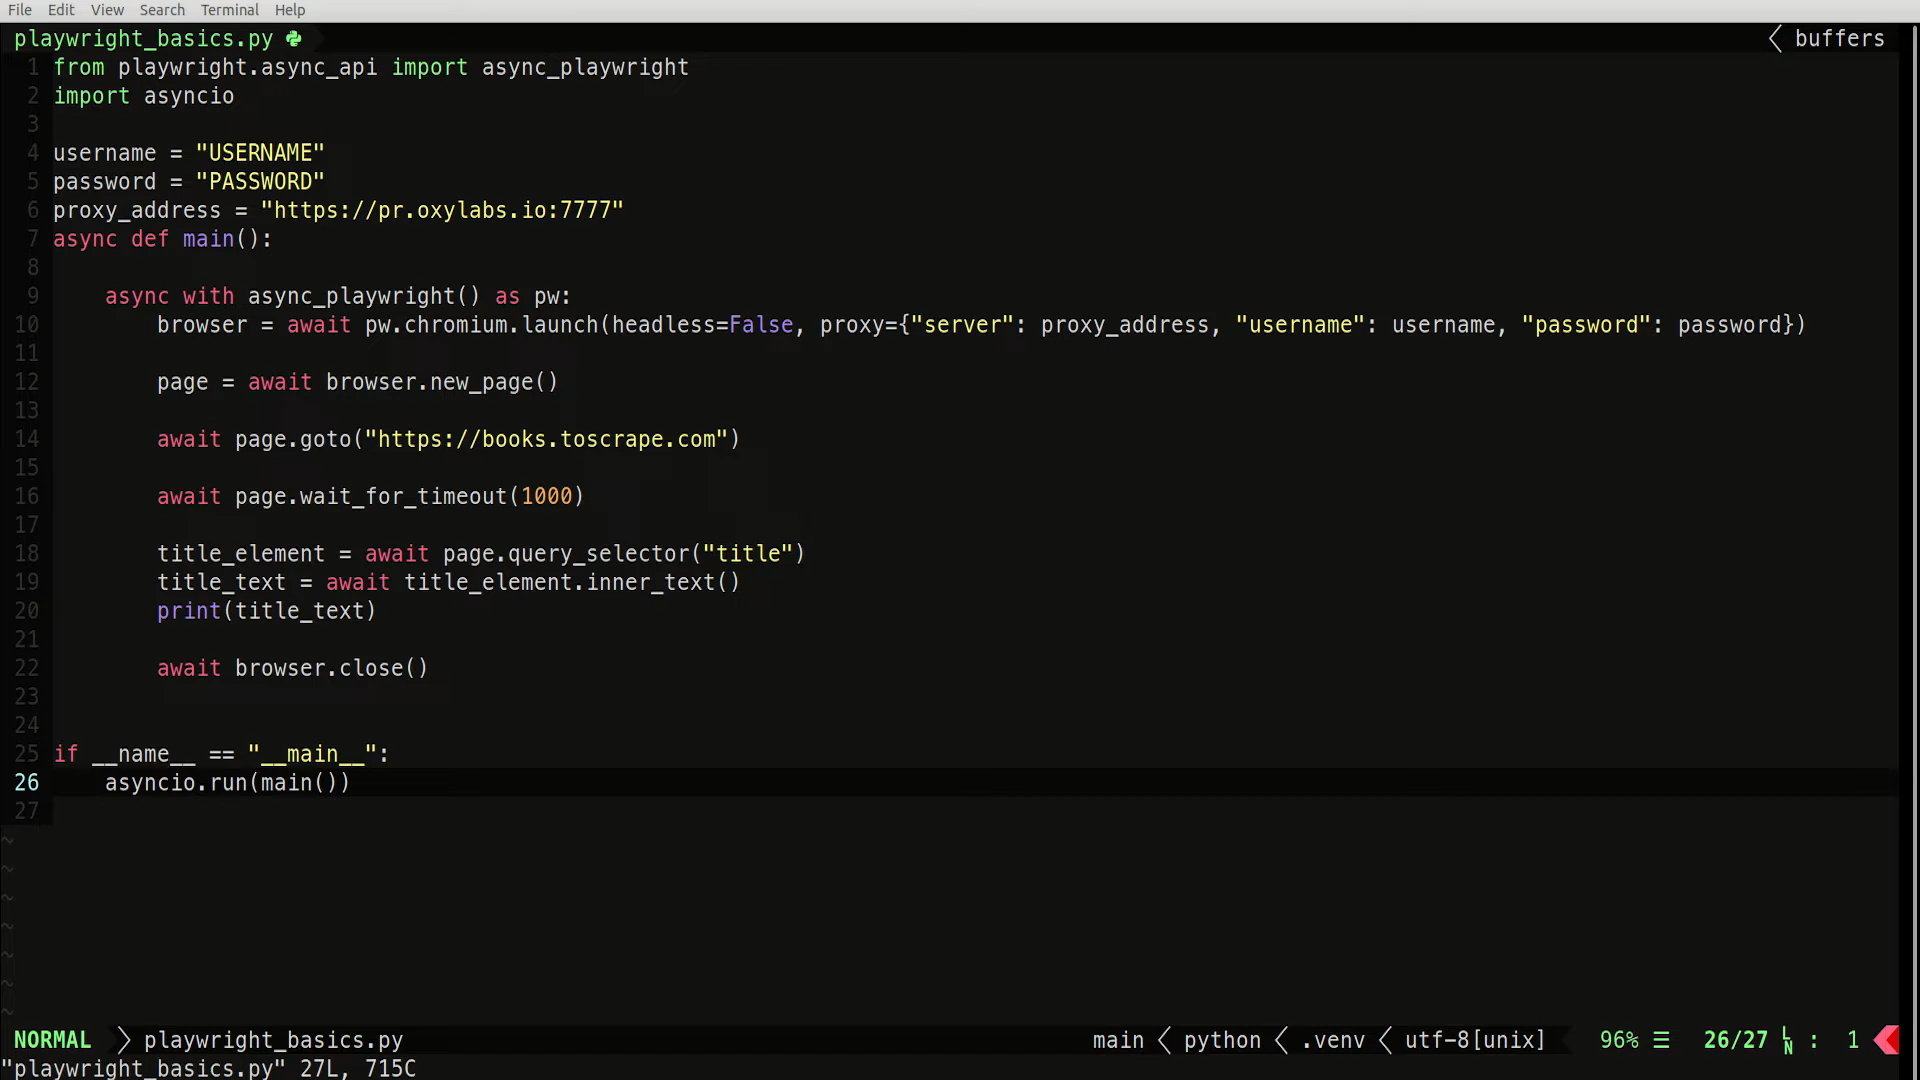 File Edit View Search Terminal Help
playwright_basics.py buffers
1 from playwright.async_api import async_playwright
2 import asyncio
3
4 username = "USERNAME"
5 password = "PASSWORD"
6 proxy_address = "https://pr.oxylabs.io:7777"
7 async def main():
8
9     async with async_playwright() as pw:
10         browser = await pw.chromium.launch(headless=False, proxy={"server": proxy_address, "username": username, "password": password})
11
12         page = await browser.new_page()
13
14         await page.goto("https://books.toscrape.com")
15
16         await page.wait_for_timeout(1000)
17
18         title_element = await page.query_selector("title")
19         title_text = await title_element.inner_text()
20         print(title_text)
21
22         await browser.close()
23
24
25 if __name__ == "__main__":
26     asyncio.run(main())
27
~
~
~
~
~
~
~
NORMAL playwright_basics.py main python .venv utf-8[unix] 96% ☰ 26/27 LN : 1
"playwright_basics.py" 27L, 715C